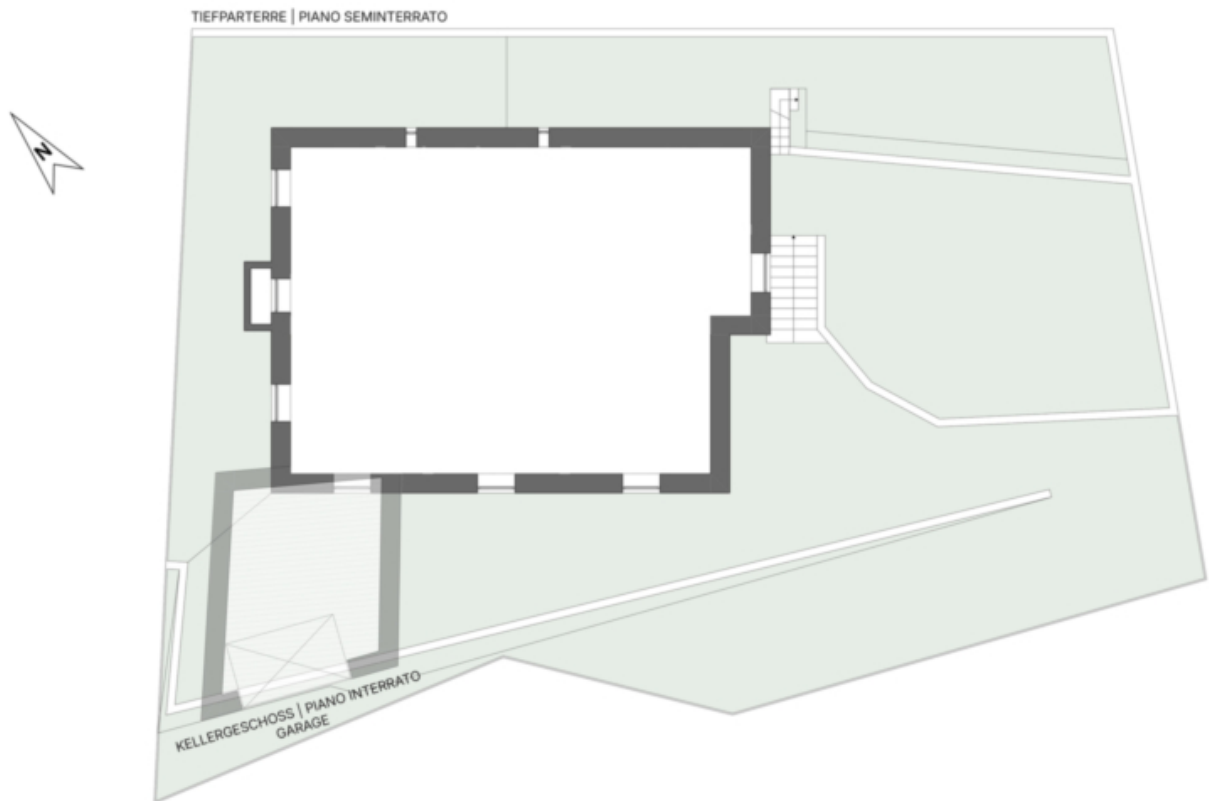 TIEFPARTERRE | PIANO SEMINTERRATO
N
KELLERGESCHOSS | PIANO INTERRATO
GARAGE